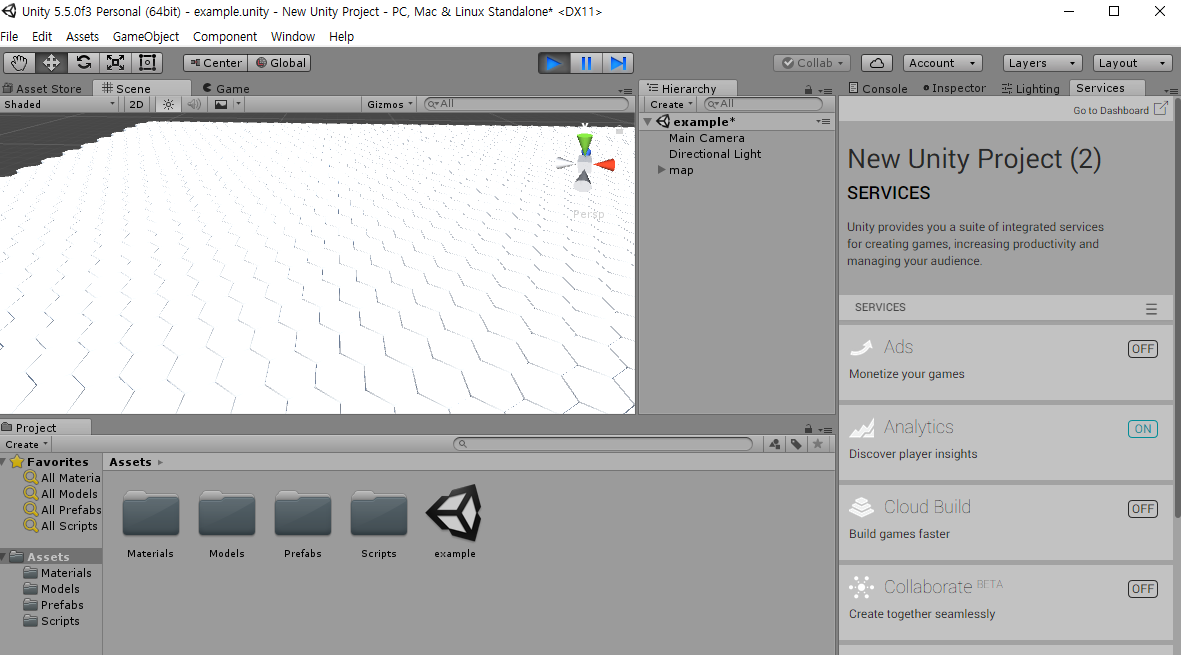 Unity 5.5.0f3 Personal (64bit) - example.unity - New Unity Project - PC, Mac & Linux Standalone* <DX11>
File Edit Assets GameObject Component Window Help
Center Global Collab Account Layers Layout
Asset Store Scene Game
Shaded 2D Gizmos All
Persp
Hierarchy
Create All
example*
Main Camera
Directional Light
map
Console Inspector Lighting Services
Go to Dashboard
New Unity Project (2)
SERVICES
Unity provides you a suite of integrated services
for creating games, increasing productivity and
managing your audience.
SERVICES
Ads OFF
Monetize your games
Analytics ON
Discover player insights
Cloud Build OFF
Build games faster
Collaborate BETA OFF
Create together seamlessly
Project
Create
Favorites
All Materia
All Models
All Prefabs
All Scripts
Assets
Materials
Models
Prefabs
Scripts
Assets
Materials Models Prefabs Scripts example